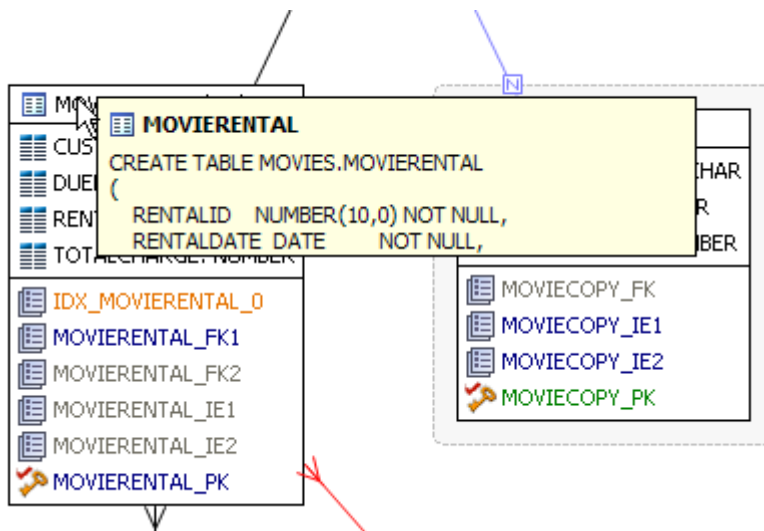 N
MOVIERENTAL
CREATE TABLE MOVIES.MOVIERENTAL
(
RENTALID NUMBER(10,0) NOT NULL,
RENTALDATE DATE NOT NULL,
CUS
DUE
REN
TOTALCHARGE: NUMBER
IDX_MOVIERENTAL_0
MOVIERENTAL_FK1
MOVIERENTAL_FK2
MOVIERENTAL_IE1
MOVIERENTAL_IE2
MOVIERENTAL_PK
HAR
R
BER
MOVIECOPY_FK
MOVIECOPY_IE1
MOVIECOPY_IE2
MOVIECOPY_PK